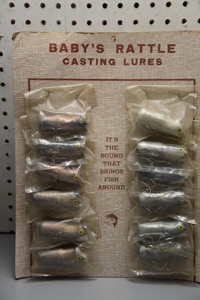 BABY'S RATTLE
CASTING LURES
IT'S
THE
SOUND
THAT
BRINGS
FISH
AROUND